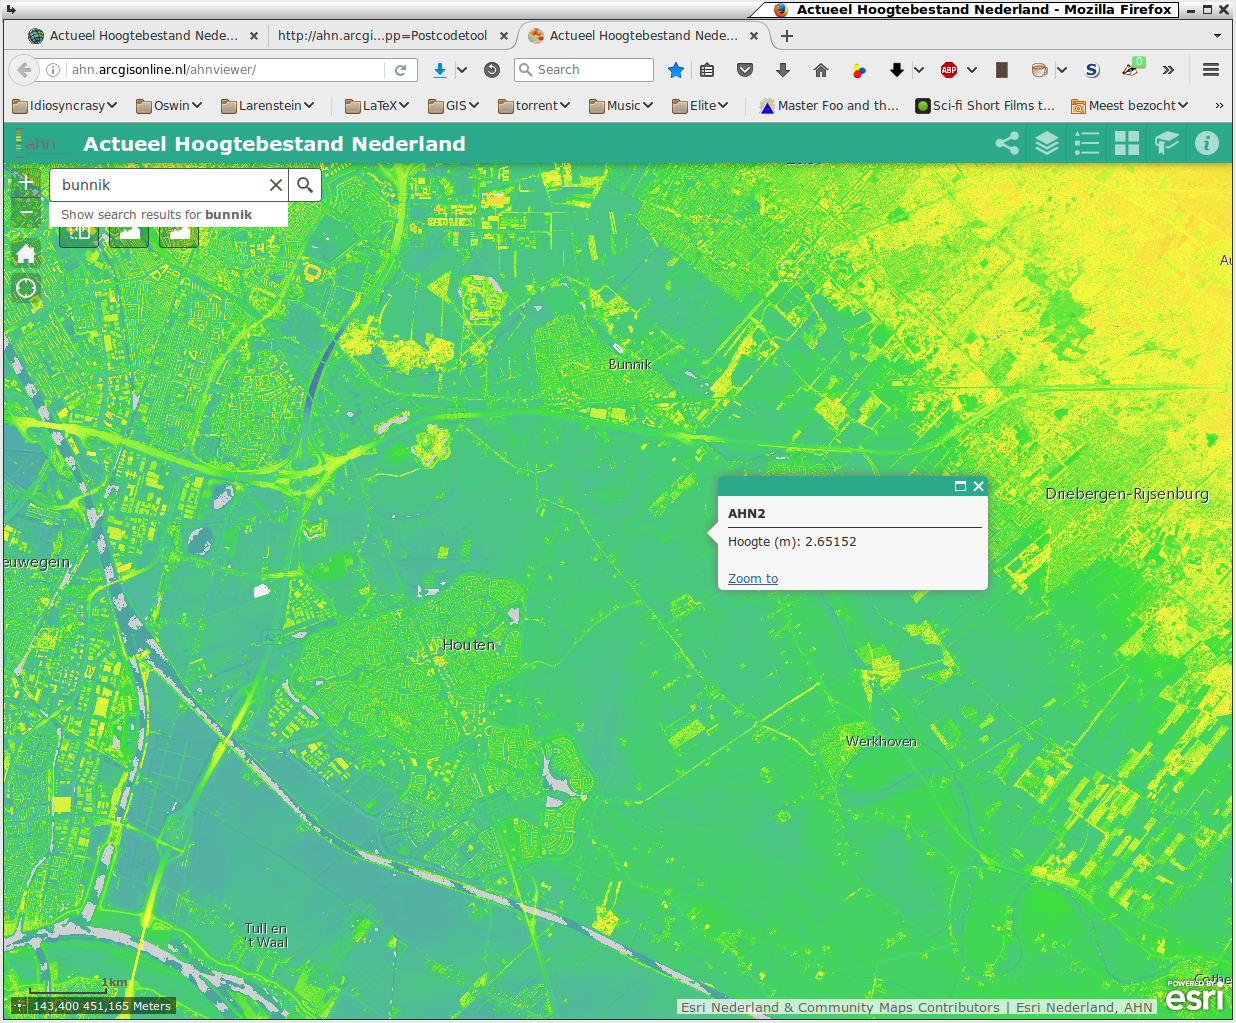 Actueel Hoogtebestand Nederland - Mozilla Firefox
Actueel Hoogtebestand Nede...
http://ahn.arcgi...pp=Postcodetool
Actueel Hoogtebestand Nede...
ahn.arcgisonline.nl/ahnviewer/
Search
ABP
S
0
Idiosyncrasy
Oswin
Larenstein
LaTeX
GIS
torrent
Music
Elite
Master Foo and th...
Sci-fi Short Films t...
Meest bezocht
ahn
Actueel Hoogtebestand Nederland
bunnik
Show search results for bunnik
Bunnik
Driebergen-Rijsenburg
AHN2
Hoogte (m): 2.65152
Zoom to
euwegein
A27
Houten
Werkhoven
Tull en
't Waal
Cothe
1km
143,400 451,165 Meters
Esri Nederland & Community Maps Contributors | Esri Nederland, AHN
POWERED BY
esri